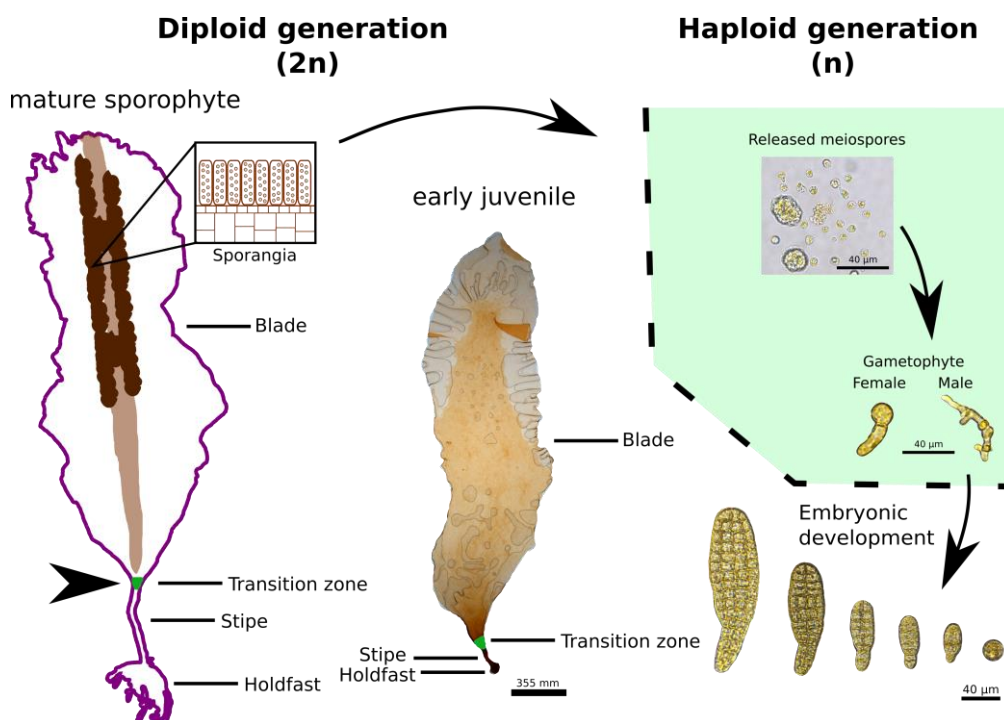 Diploid generation
(2n)
Haploid generation
(n)
mature sporophyte
Sporangia
Blade
Transition zone
Stipe
Holdfast
early juvenile
Blade
Transition zone
Stipe
Holdfast
355 mm
Released meiospores
40 µm
Gametophyte
Female
Male
40 µm
Embryonic
development
40 µm